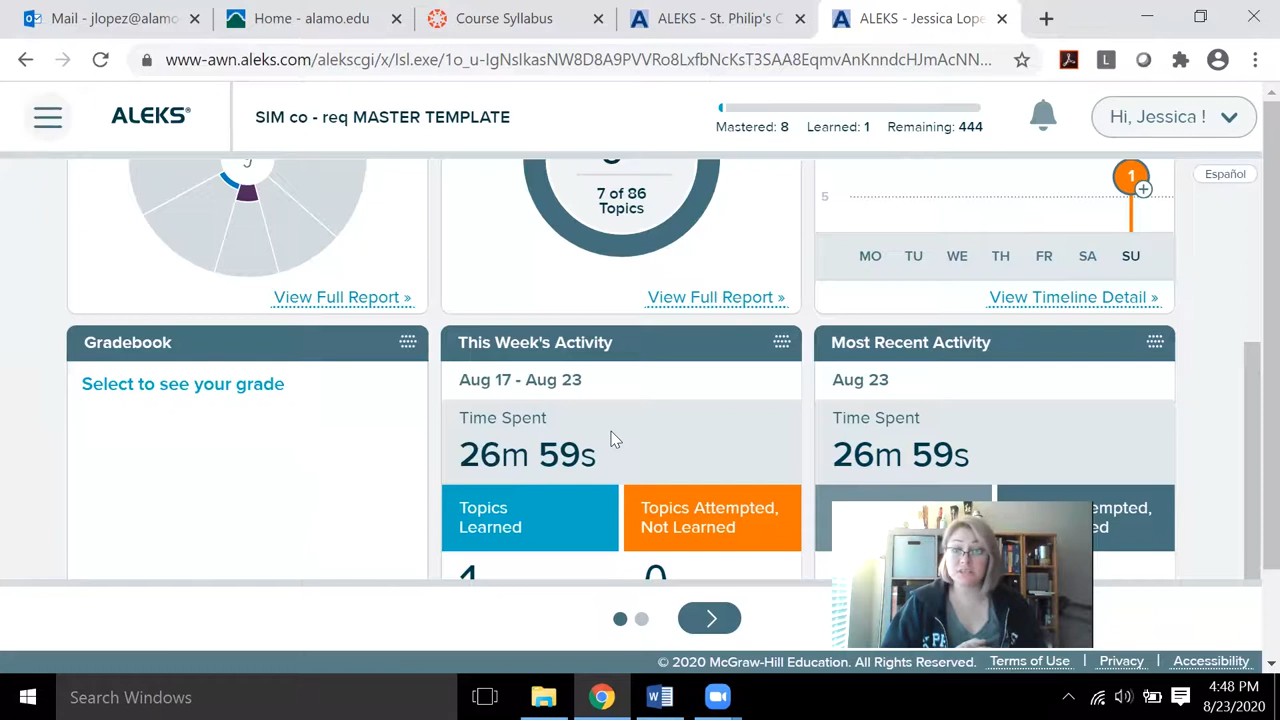 Mail - jlopez@alamo
Home - alamo.edu
Course Syllabus
ALEKS - St. Philip's C
ALEKS - Jessica Lope
www-awn.aleks.com/alekscgi/x/lsl.exe/1o_u-IgNsIkasNW8D8A9PVVRo8LxfbNcKsT3SAA8EqmvAnKnndcHJmAcNN...
ALEKS®
SIM co - req MASTER TEMPLATE
Mastered: 8 Learned: 1 Remaining: 444
Hi, Jessica !
Español
7 of 86
Topics
1
5
MO TU WE TH FR SA SU
View Full Report »
View Full Report »
View Timeline Detail »
Gradebook
Select to see your grade
This Week's Activity
Aug 17 - Aug 23
Time Spent
26m 59s
Topics
Learned
Topics Attempted,
Not Learned
1
0
Most Recent Activity
Aug 23
Time Spent
26m 59s
© 2020 McGraw-Hill Education. All Rights Reserved. Terms of Use | Privacy | Accessibility
Search Windows
4:48 PM
8/23/2020